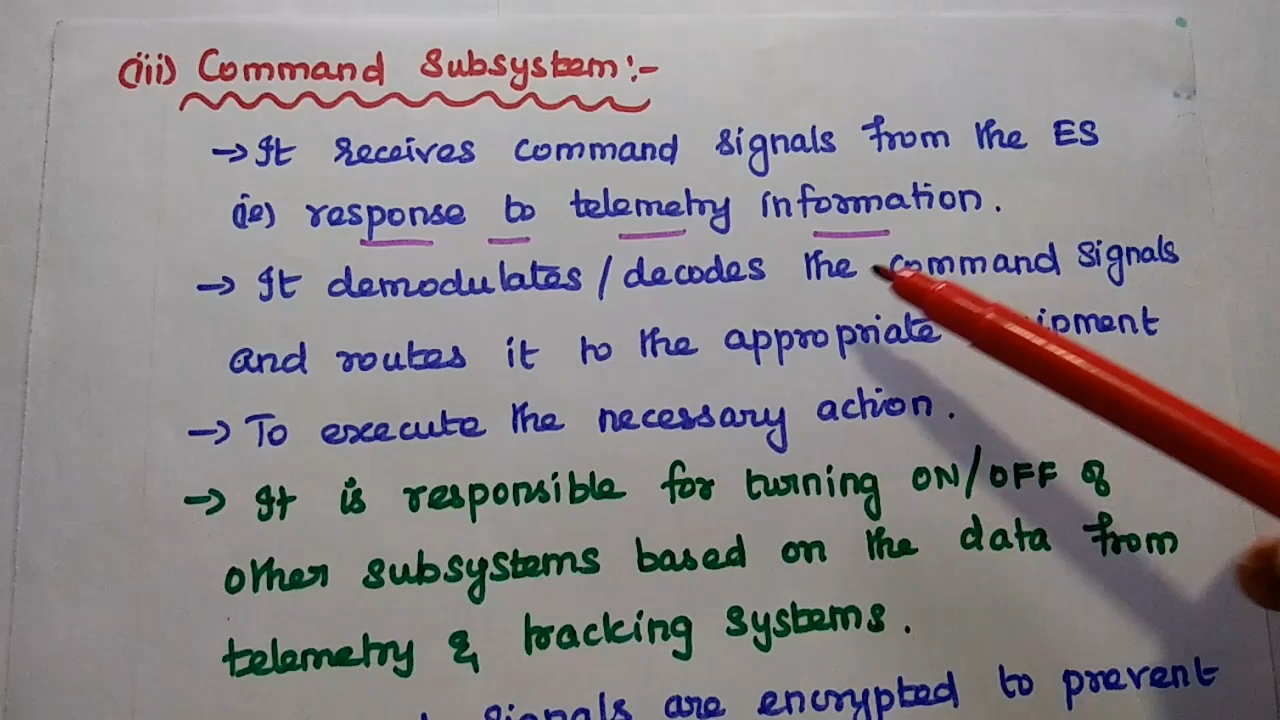 (iii) Command Subsystem:-
→ It receives command signals from the ES
(ie) response to telemetry information.
→ It demodulates / decodes the command signals
and routes it to the appropriate
→ To execute the necessary action.
→ It is responsible for turning ON/OFF of
other subsystems based on the data from
telemetry & tracking systems.
signals are encrypted to prevent